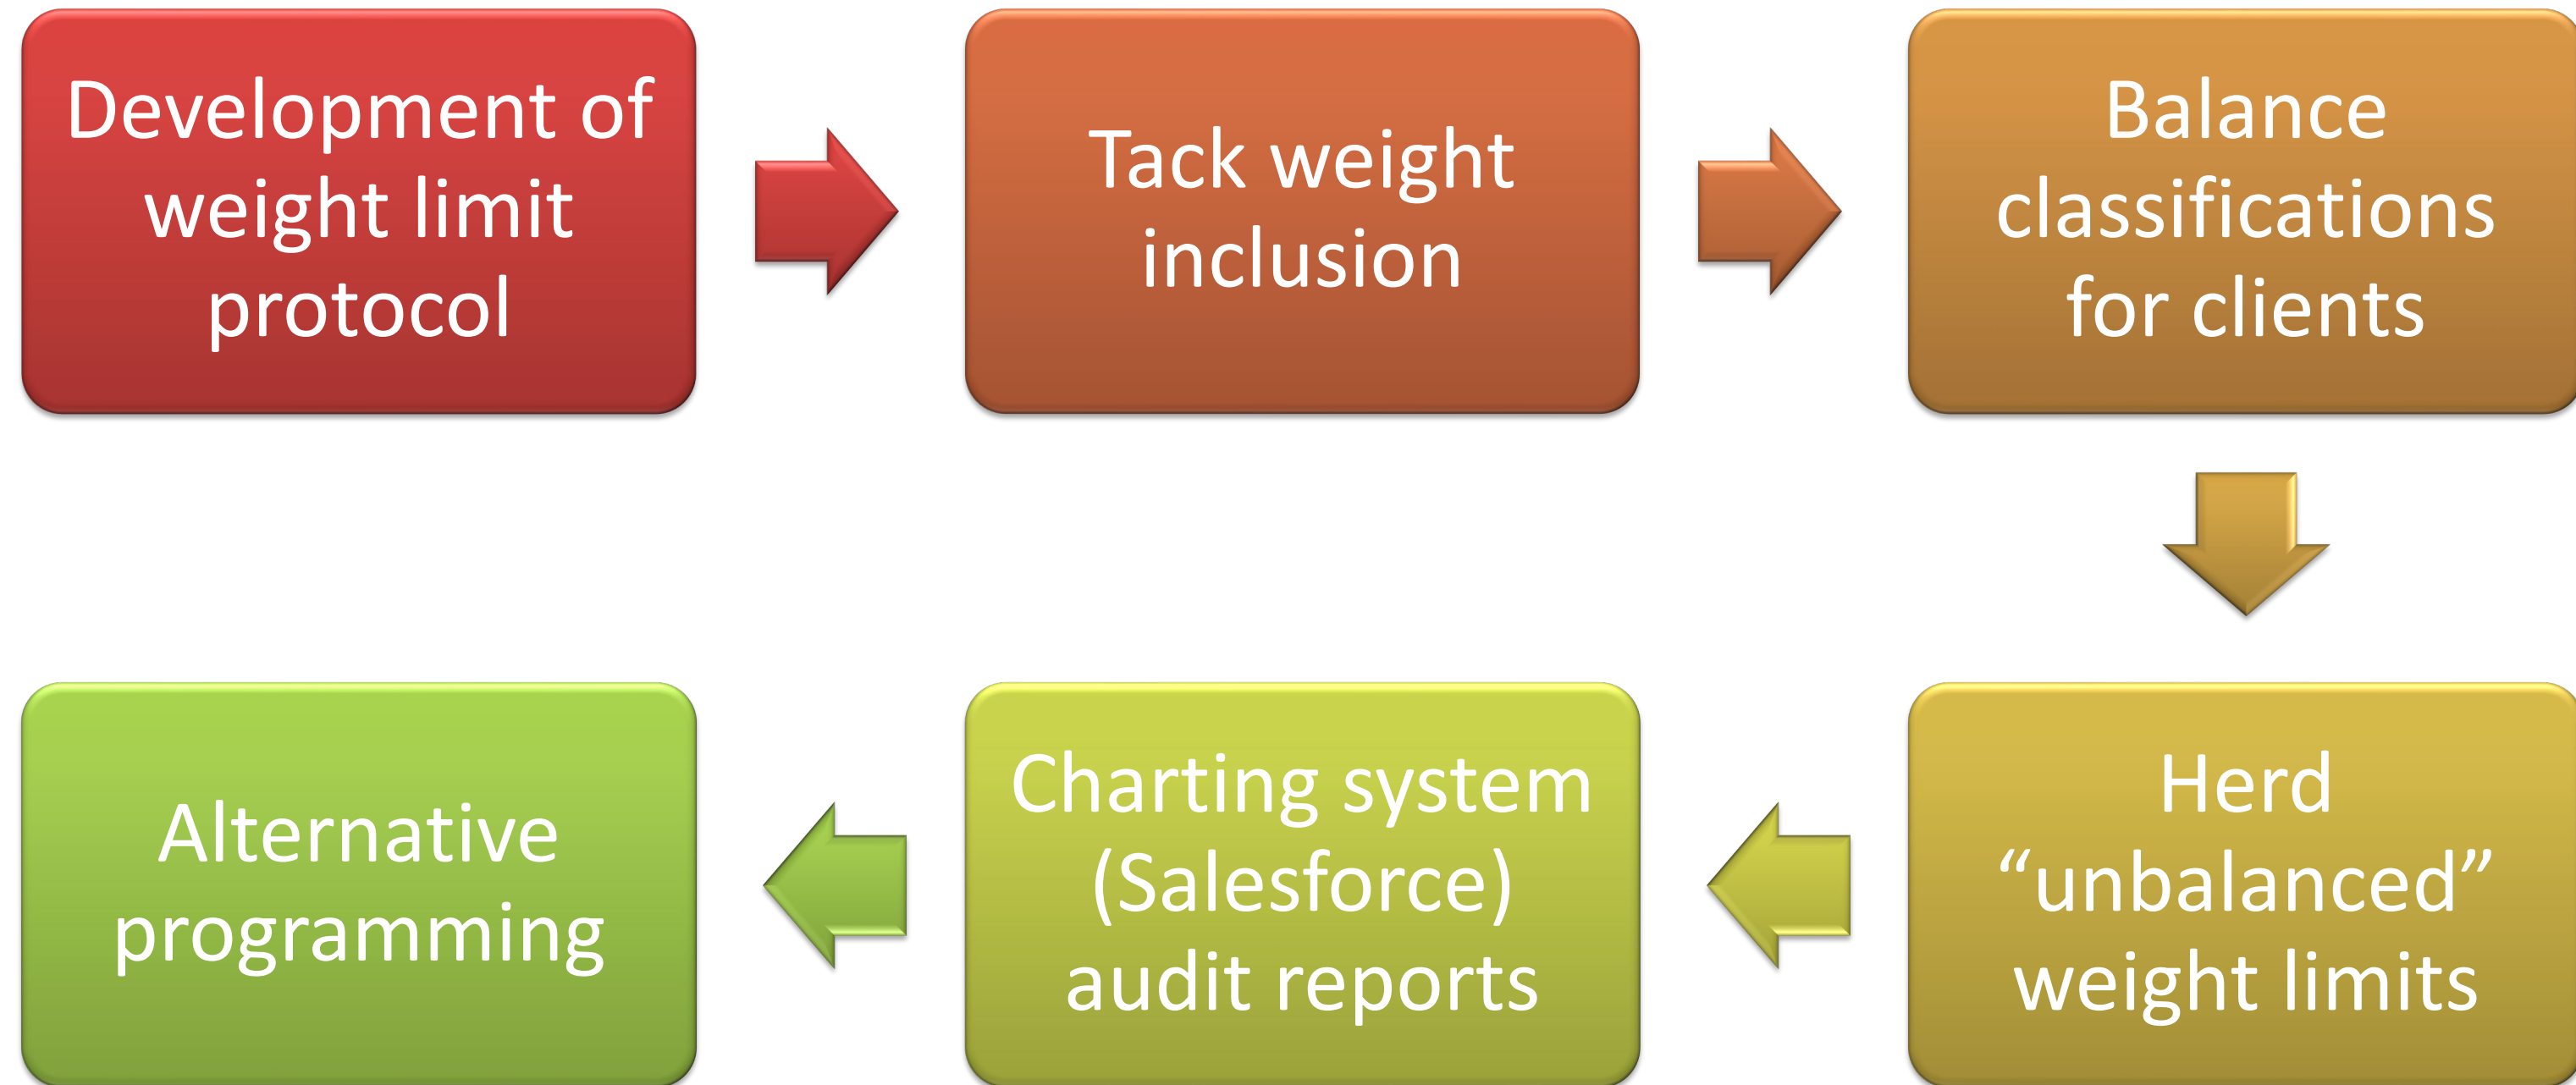 Development of
weight limit
protocol
Tack weight
inclusion
Balance
classifications
for clients
Herd
“unbalanced”
weight limits
Charting system
(Salesforce)
audit reports
Alternative
programming